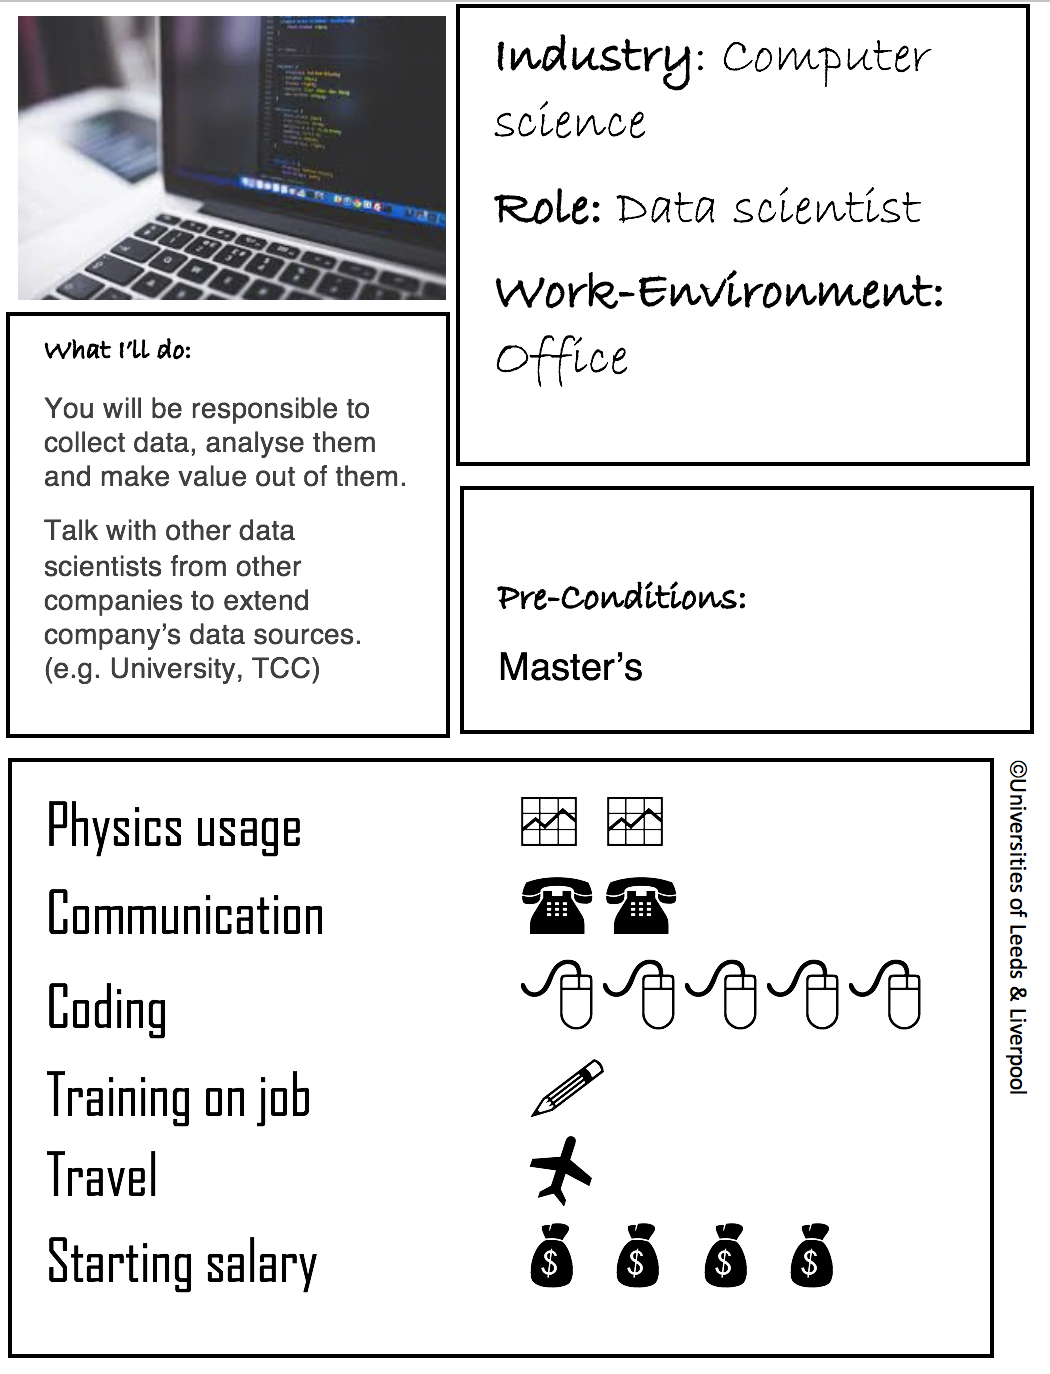 Industry: Computer
science
Role: Data scientist
Work-Environment:
Office
What I'll do:
You will be responsible to
collect data, analyse them
and make value out of them.
Talk with other data
scientists from other
companies to extend
company's data sources.
(e.g. University, TCC)
Pre-Conditions:
Master's
Physics usage
Communication
Coding
Training on job
Travel
Starting salary
©Universities of Leeds & Liverpool